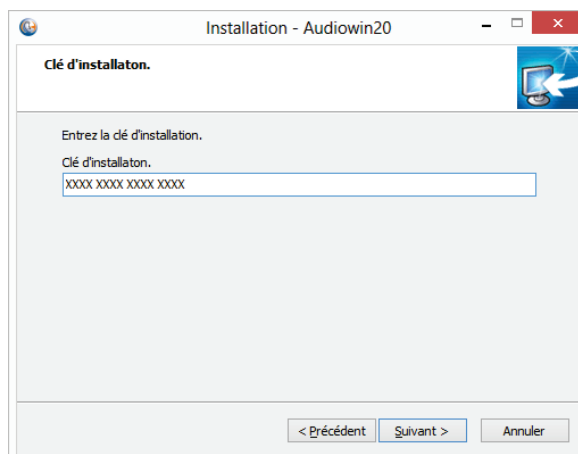 Installation - Audiowin20
Clé d'installaton.
Entrez la clé d'installation.
Clé d'installaton.
XXXX XXXX XXXX XXXX
< Précédent Suivant > Annuler